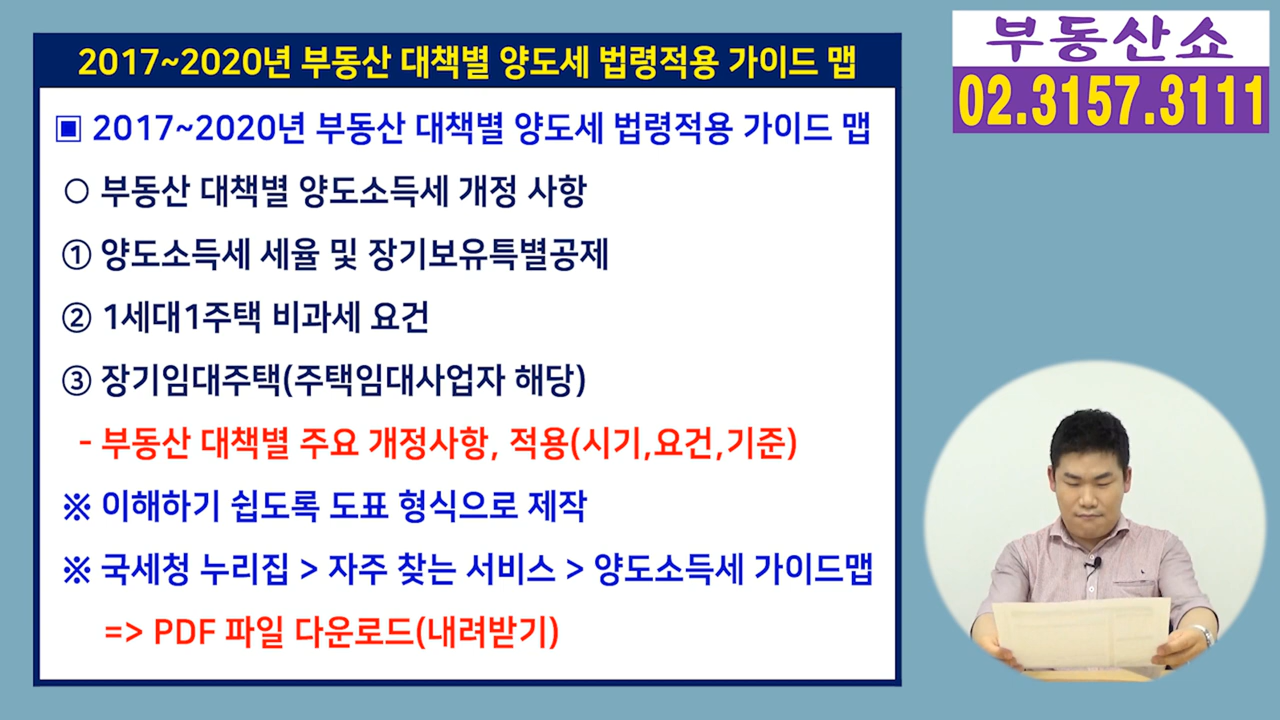 2017~2020년 부동산 대책별 양도세 법령적용 가이드 맵
부동산쇼
02.3157.3111
▣ 2017~2020년 부동산 대책별 양도세 법령적용 가이드 맵
○ 부동산 대책별 양도소득세 개정 사항
① 양도소득세 세율 및 장기보유특별공제
② 1세대1주택 비과세 요건
③ 장기임대주택(주택임대사업자 해당)
- 부동산 대책별 주요 개정사항, 적용(시기,요건,기준)
※ 이해하기 쉽도록 도표 형식으로 제작
※ 국세청 누리집 > 자주 찾는 서비스 > 양도소득세 가이드맵
=> PDF 파일 다운로드(내려받기)